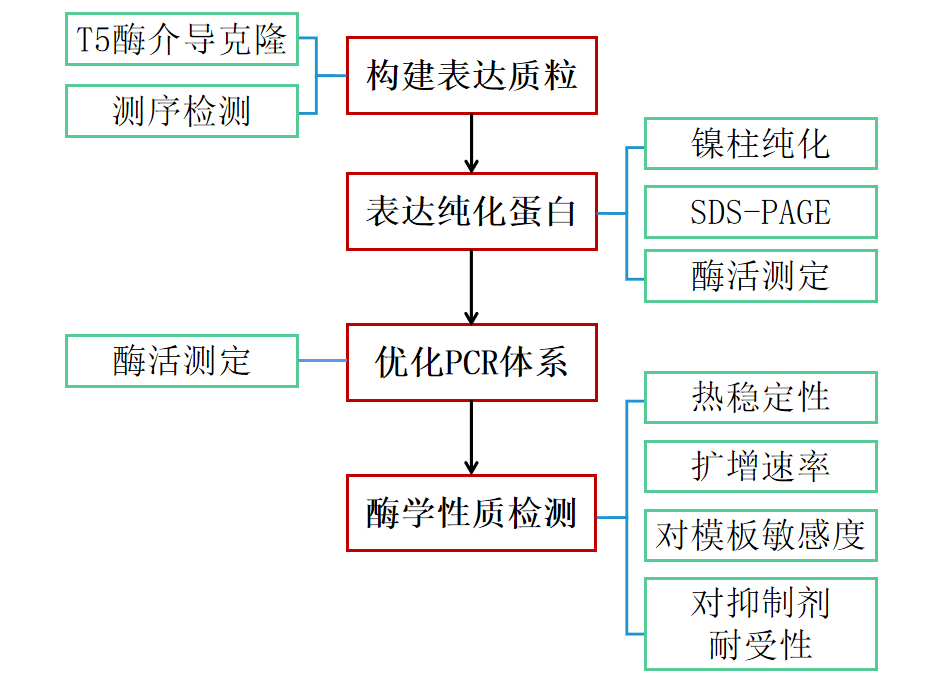 T5酶介导克隆
测序检测
构建表达质粒
镍柱纯化
表达纯化蛋白
SDS-PAGE
酶活测定
酶活测定
优化PCR体系
热稳定性
扩增速率
酶学性质检测
对模板敏感度
对抑制剂
耐受性